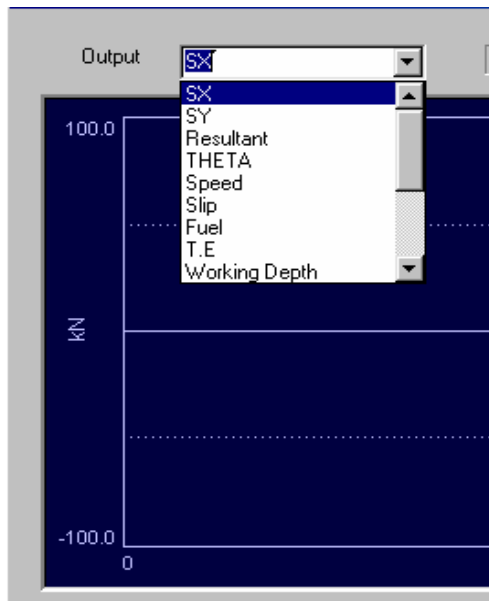 Output
SX
SX
SY
Resultant
THETA
Speed
Slip
Fuel
T.E
Working Depth
100.0
kN
-100.0
0